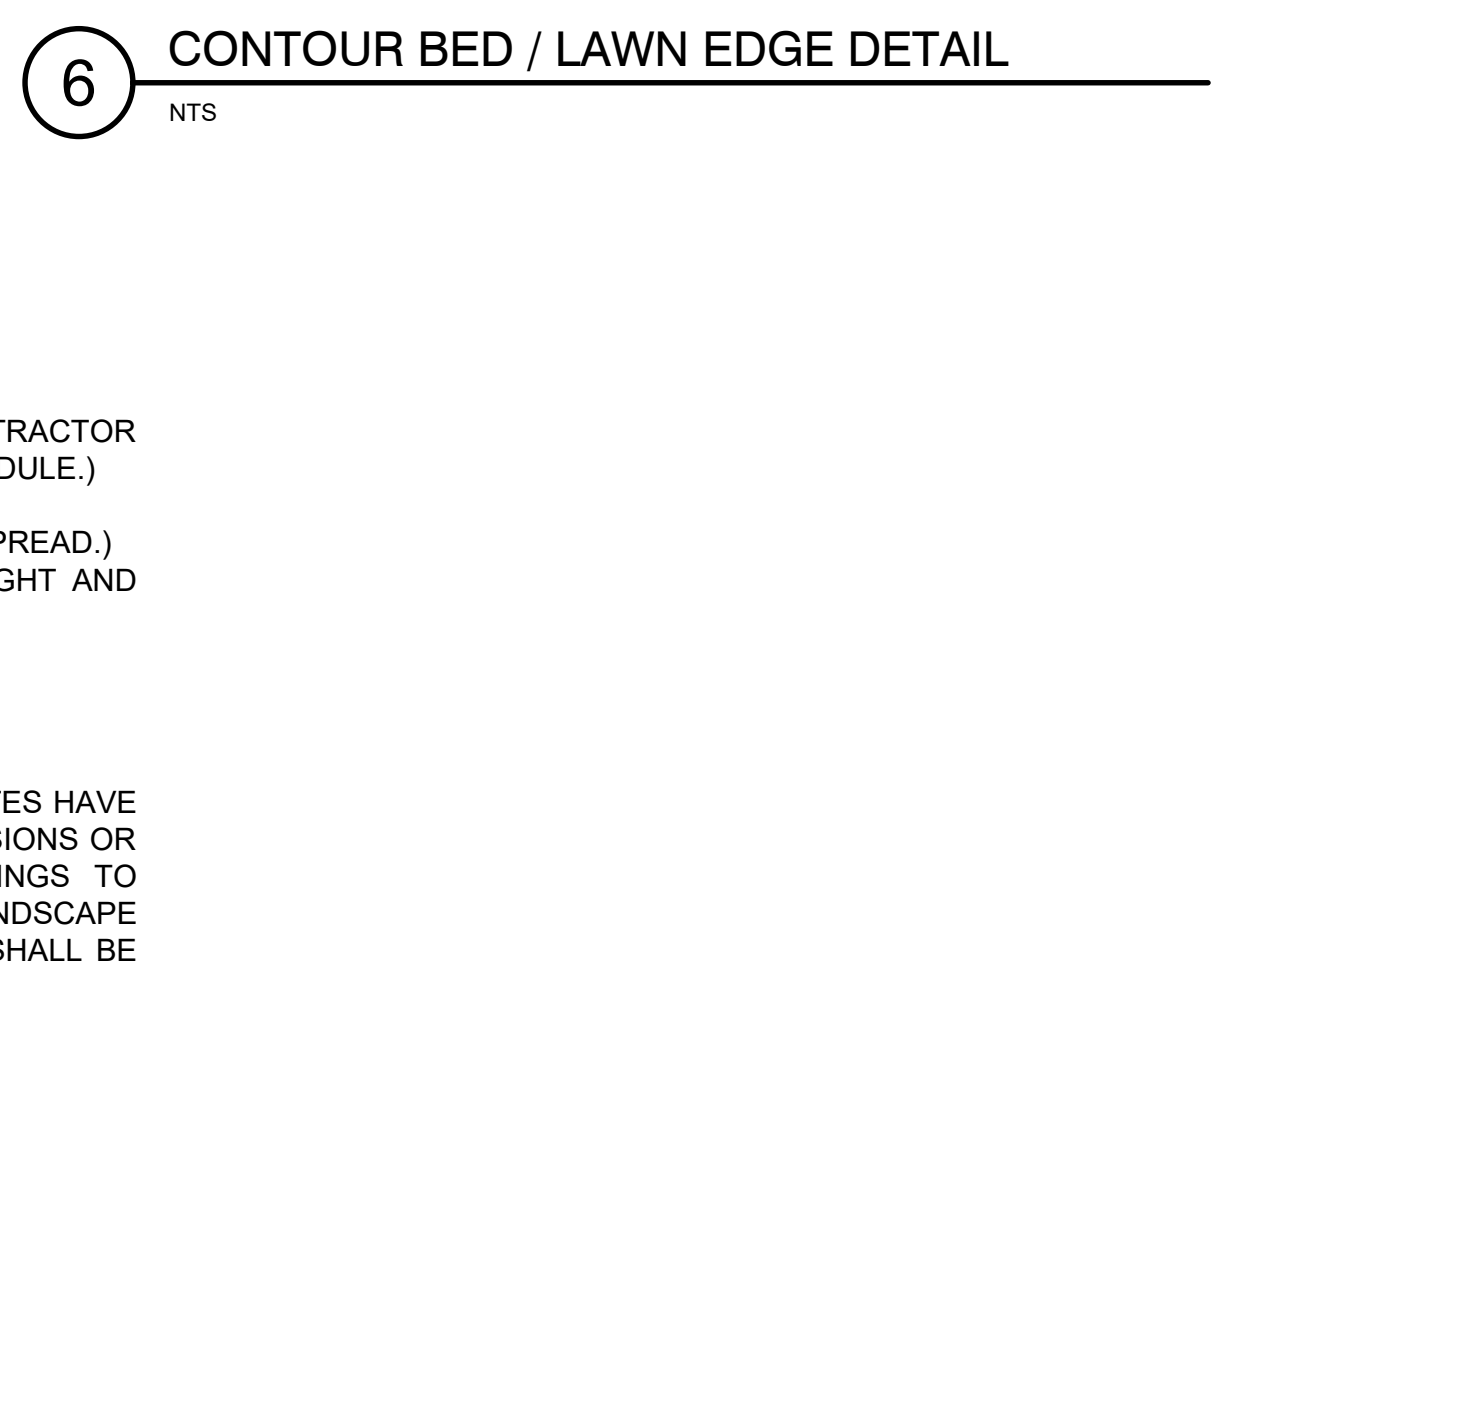 6
CONTOUR BED / LAWN EDGE DETAIL
NTS
TRACTOR
DULE.)
PREAD.)
GHT AND
TES HAVE
SIONS OR
INGS TO
NDSCAPE
SHALL BE